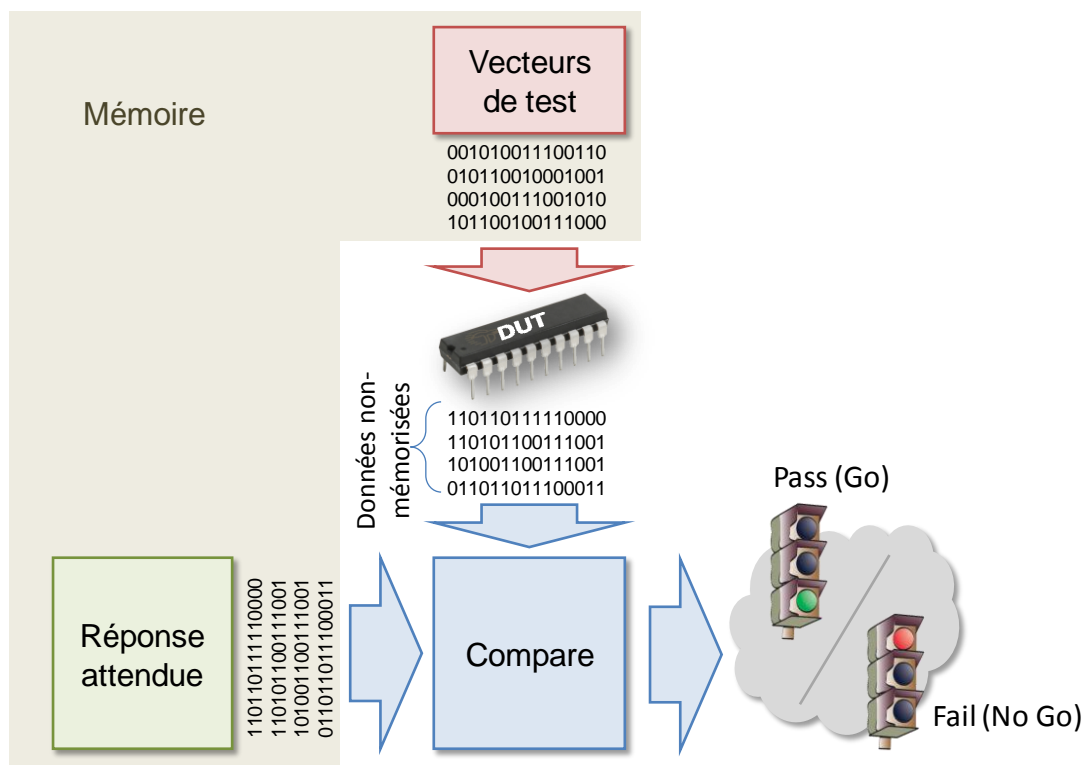 Vecteurs
de test
Mémoire
001010011100110
010110010001001
000100111001010
101100100111000
DUT
Données non-
mémorisées
110110111110000
110101100111001
101001100111001
011011011100011
Pass (Go)
Réponse
attendue
110110111110000
110101100111001
101001100111001
011011011100011
Compare
Fail (No Go)